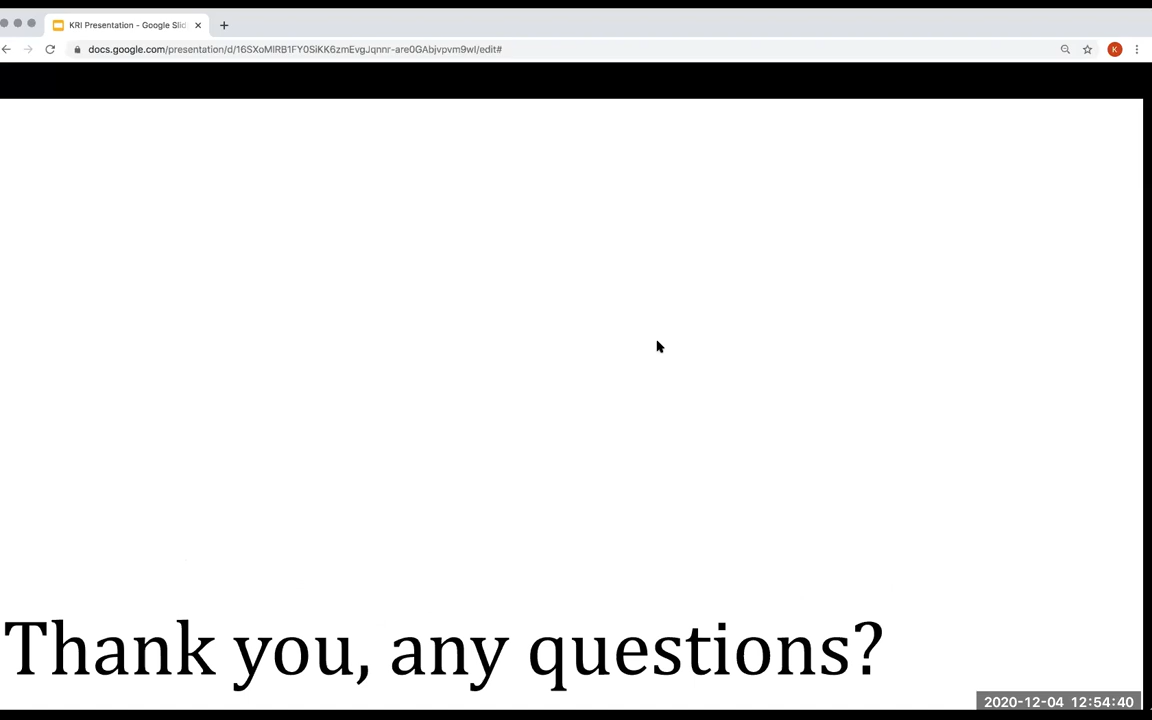 KRI Presentation - Google Slid
docs.google.com/presentation/d/16SXoMlRB1FY0SiKK6zmEvgJqnnr-are0GAbjvpvm9wI/edit#
K
Thank you, any questions?
2020-12-04 12:54:40